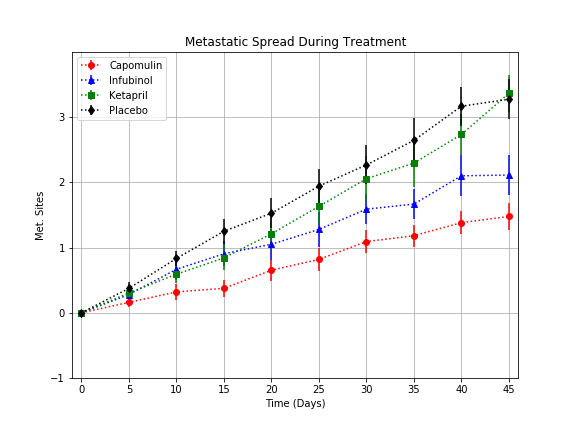 Metastatic Spread During Treatment
Capomulin
Infubinol
Ketapril
Placebo
3
2
1
0
−1
Met. Sites
0 5 10 15 20 25 30 35 40 45
Time (Days)